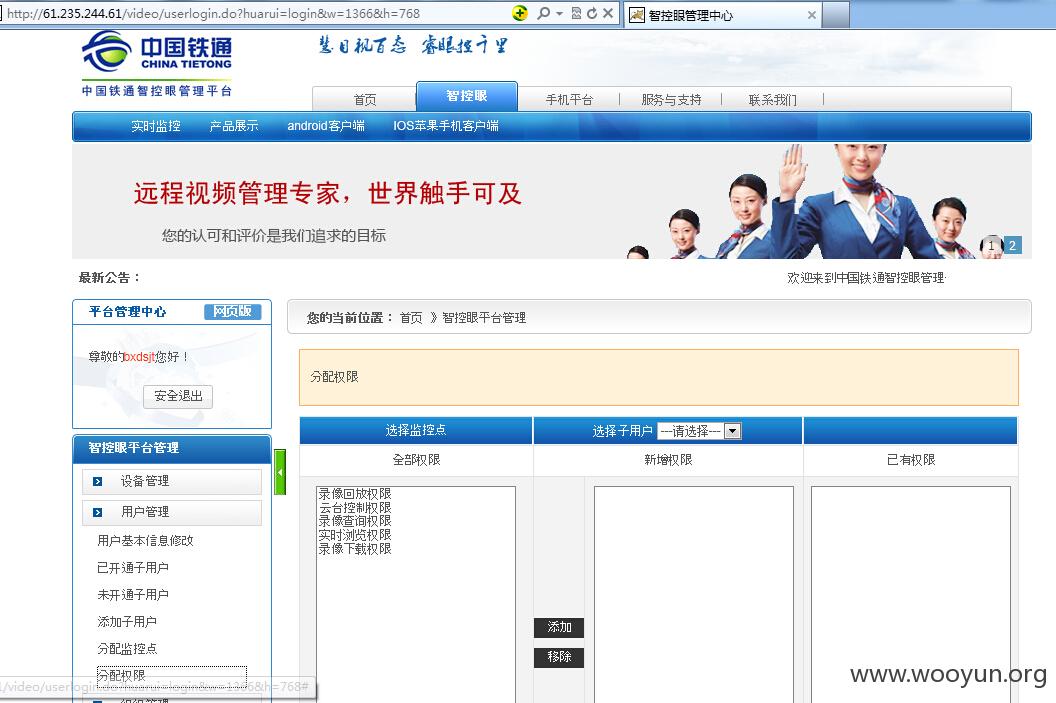 http://61.235.244.61/video/userlogin.do?huarui=login&w=1366&h=768
智控眼管理中心
中国铁通
CHINA TIETONG
中国铁通智控眼管理平台
慧目机百态 睿眼控千里
首页 智控眼 手机平台 服务与支持 联系我们
实时监控 产品展示 android客户端 IOS苹果手机客户端
远程视频管理专家，世界触手可及
您的认可和评价是我们追求的目标
1 2
最新公告：
欢迎来到中国铁通智控眼管理
平台管理中心 网页版
尊敬的bxdsjt您好！
安全退出
您的当前位置： 首页 》智控眼平台管理
分配权限
智控眼平台管理
设备管理
用户管理
用户基本信息修改
已开通子用户
未开通子用户
添加子用户
分配监控点
分配权限
选择监控点 选择子用户 ---请选择---
全部权限 新增权限 已有权限
录像回放权限
云台控制权限
录像查询权限
实时浏览权限
录像下载权限
添加
移除
1/video/userlogin.do?huarui=login&w=1366&h=768#
www.wooyun.org